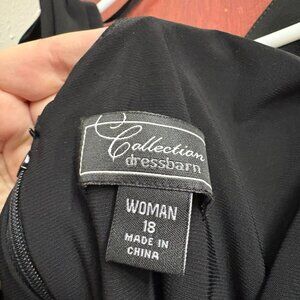 Collection
dressbarn
WOMAN
18
MADE IN
CHINA